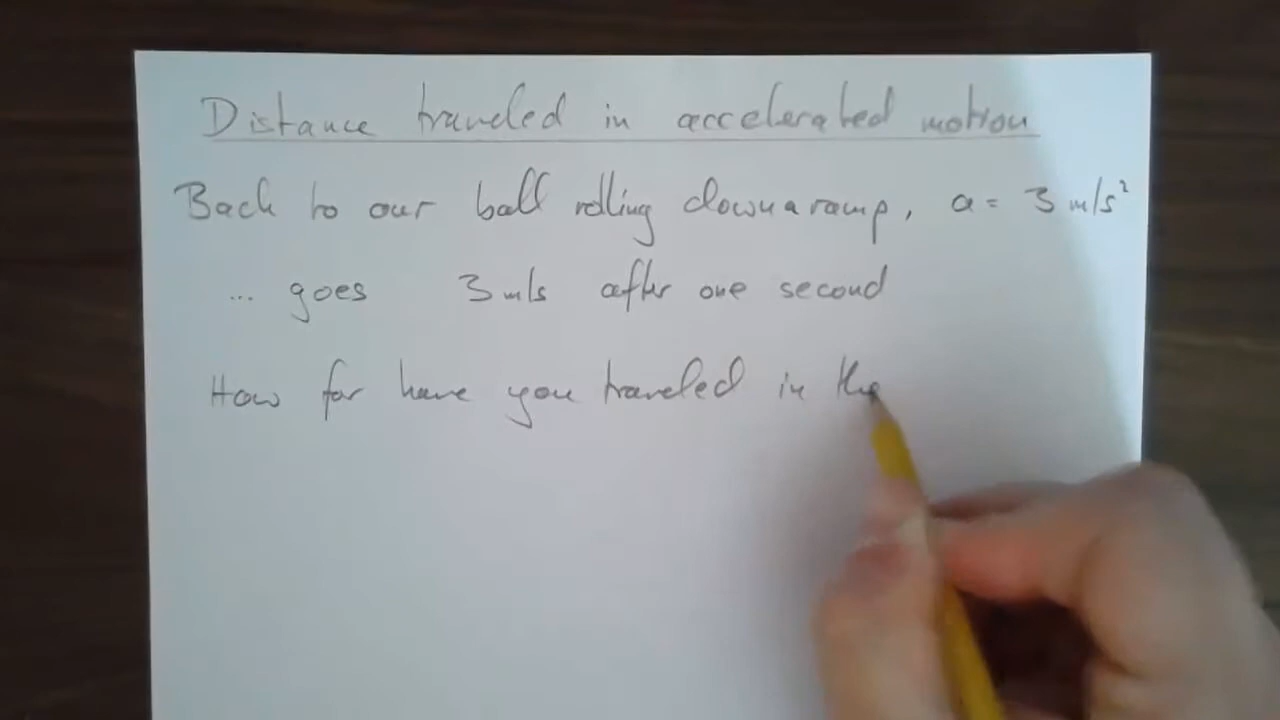 Distance traveled in accelerated motion
Back to our ball rolling down a ramp, a = 3 m/s²
... goes 3 m/s after one second
How far have you traveled in the